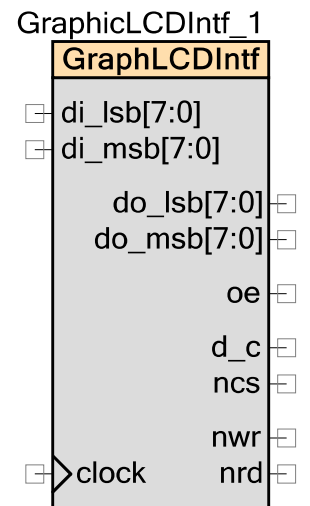 GraphicLCDIntf_1
GraphLCDIntf
di_lsb[7:0]
di_msb[7:0]
do_lsb[7:0]
do_msb[7:0]
oe
d_c
ncs
nwr
clock nrd